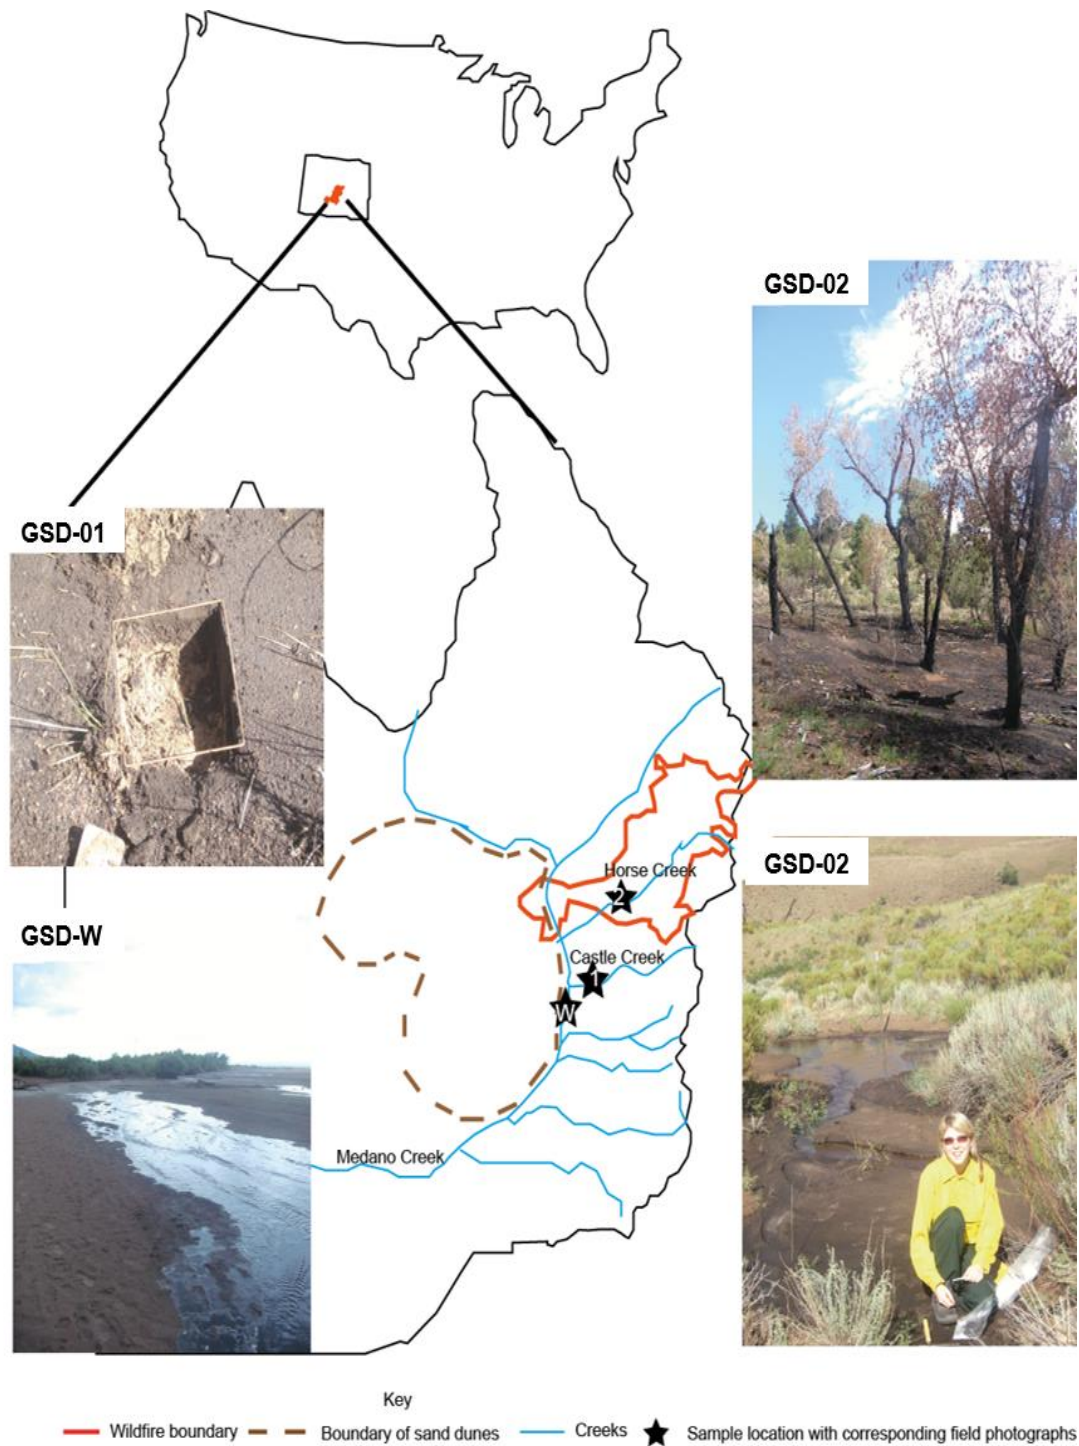 GSD-02
GSD-01
Horse Creek
2
GSD-02
GSD-W
Castle Creek
1
W
Medano Creek
Key
Wildfire boundary
Boundary of sand dunes
Creeks
Sample location with corresponding field photographs